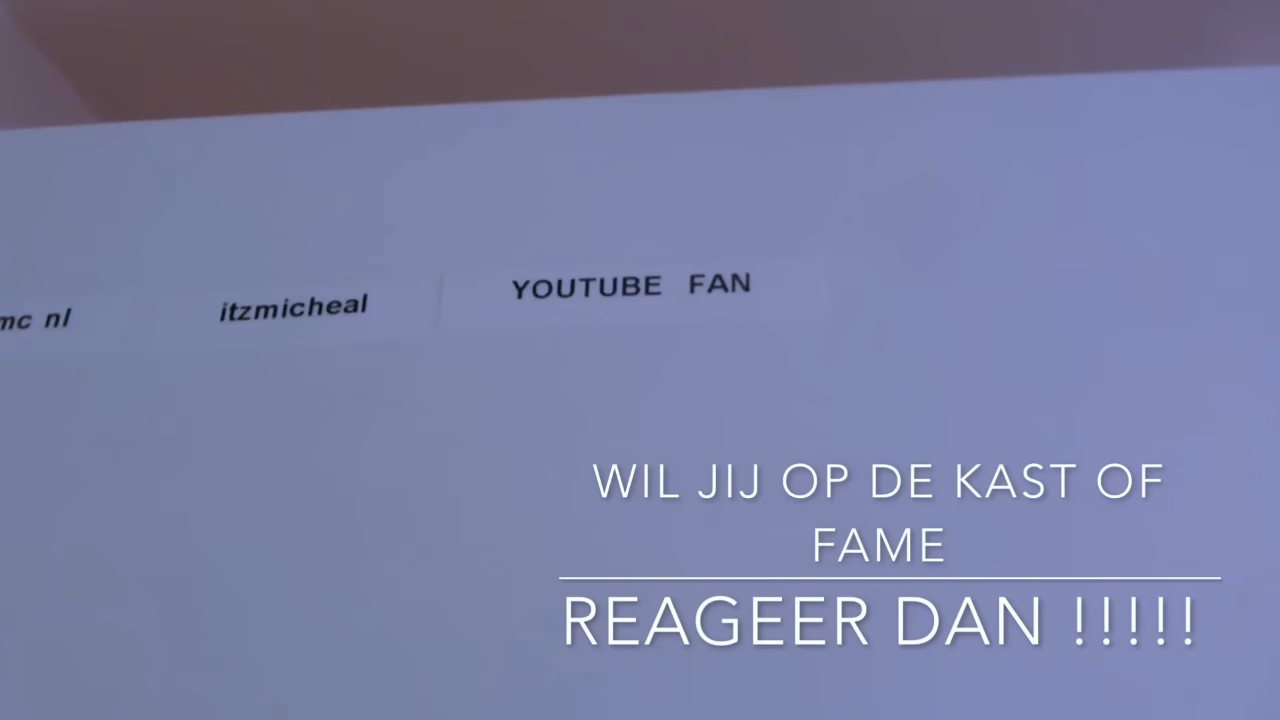 mc nl
itzmicheal
YOUTUBE FAN
WIL JIJ OP DE KAST OF
FAME
REAGEER DAN !!!!!